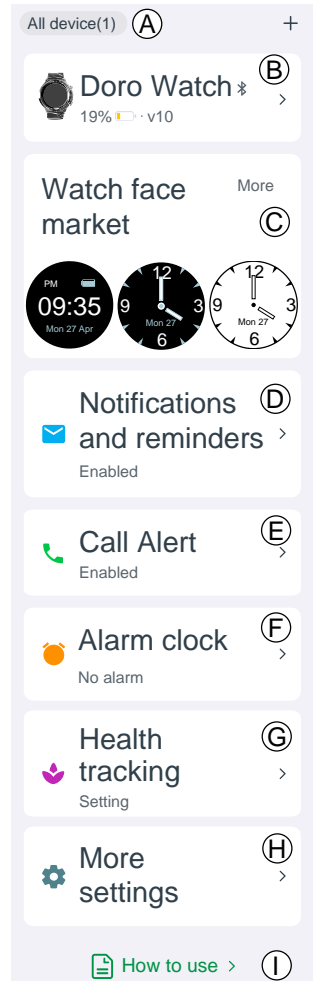 All device(1) A +
B
Doro Watch
19% · v10
Watch face More
market C
PM
09:35
Mon 27 Apr
12
9 3
Mon 27
6
12
9 3
Mon 27
6
Notifications D
and reminders
Enabled
E
Call Alert
Enabled
F
Alarm clock
No alarm
Health G
tracking
Setting
More H
settings
How to use I